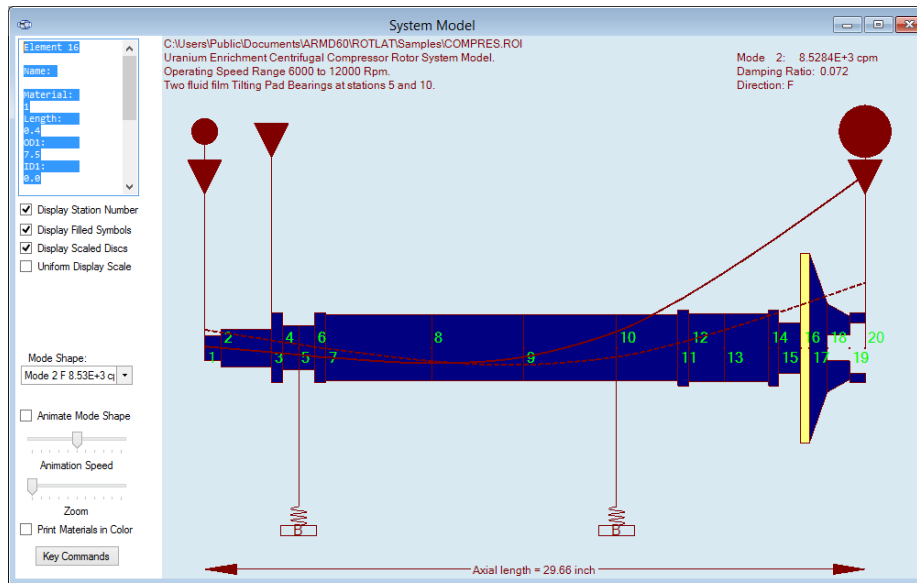 System Model
Element 16
Name:
Material:
1
Length:
0.4
OD1:
7.5
ID1:
0.0
Display Station Number
Display Filled Symbols
Display Scaled Discs
Uniform Display Scale
Mode Shape:
Mode 2 F 8.53E+3 cp
Animate Mode Shape
Animation Speed
Zoom
Print Materials in Color
Key Commands
C:\Users\Public\Documents\ARMD60\ROTLAT\Samples\COMPRES.ROI
Uranium Enrichment Centrifugal Compressor Rotor System Model.
Operating Speed Range 6000 to 12000 Rpm.
Two fluid film Tilting Pad Bearings at stations 5 and 10.
Mode 2: 8.5284E+3 cpm
Damping Ratio: 0.072
Direction: F
2 4 6 8 10 12 14 16 18 20
1 3 5 7 9 11 13 15 17 19
B B
Axial length = 29.66 inch